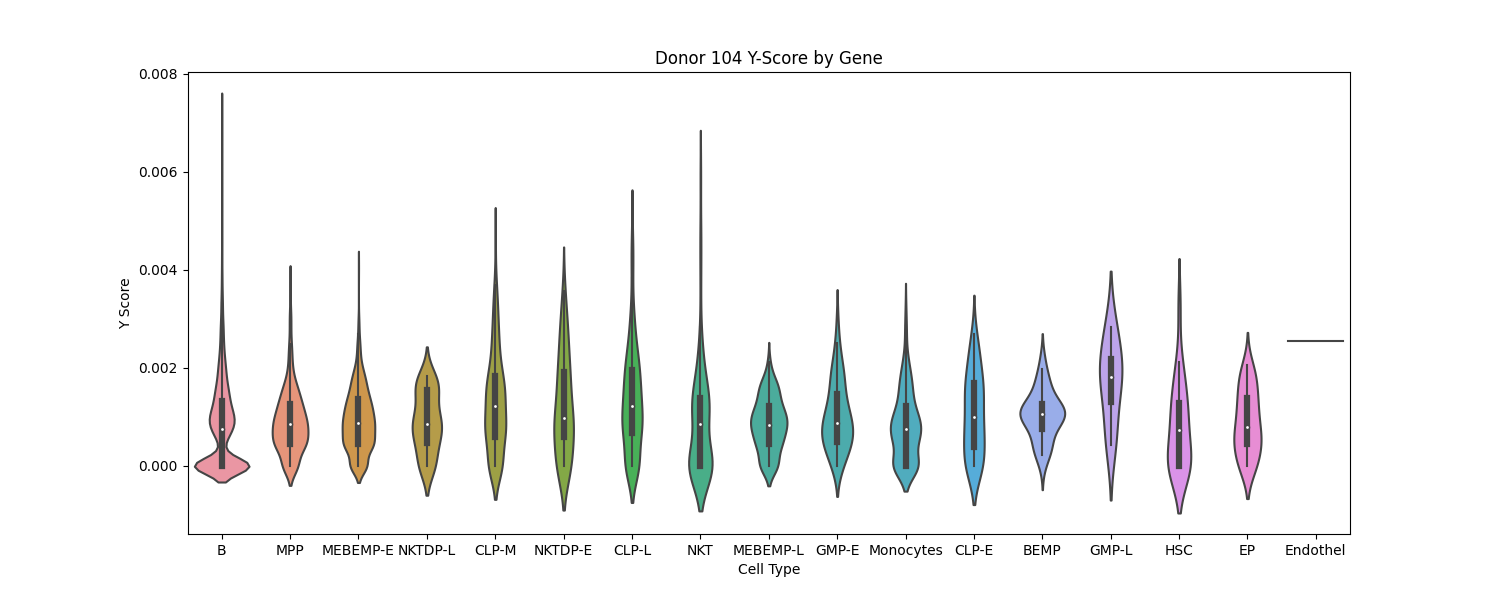 Donor 104 Y-Score by Gene
Y Score
0.008
0.006
0.004
0.002
0.000
B MPP MEBEMP-E NKTDP-L CLP-M NKTDP-E CLP-L NKT MEBEMP-L GMP-E Monocytes CLP-E BEMP GMP-L HSC EP Endothel
Cell Type